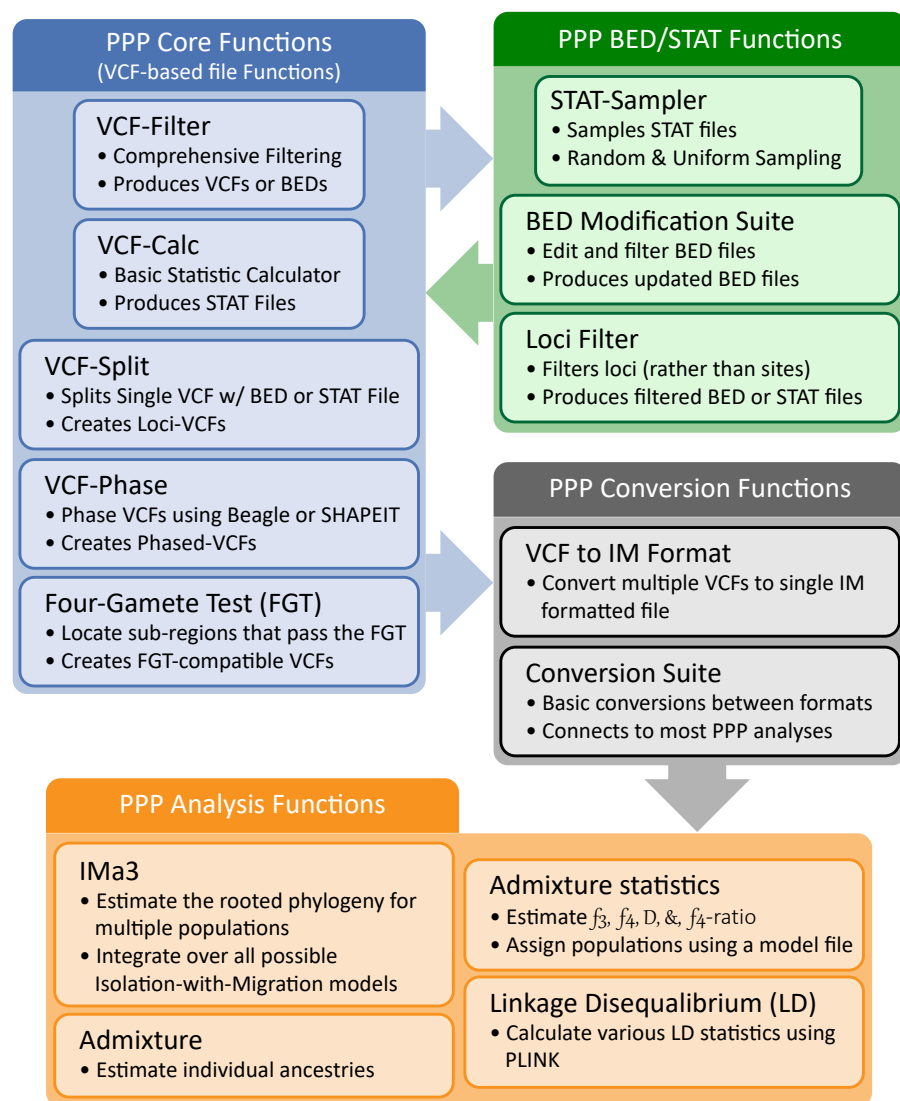 PPP Core Functions
(VCF-based file Functions)
VCF-Filter
• Comprehensive Filtering
• Produces VCFs or BEDs
VCF-Calc
• Basic Statistic Calculator
• Produces STAT Files
VCF-Split
• Splits Single VCF w/ BED or STAT File
• Creates Loci-VCFs
VCF-Phase
• Phase VCFs using Beagle or SHAPEIT
• Creates Phased-VCFs
Four-Gamete Test (FGT)
• Locate sub-regions that pass the FGT
• Creates FGT-compatible VCFs
PPP BED/STAT Functions
STAT-Sampler
• Samples STAT files
• Random & Uniform Sampling
BED Modification Suite
• Edit and filter BED files
• Produces updated BED files
Loci Filter
• Filters loci (rather than sites)
• Produces filtered BED or STAT files
PPP Conversion Functions
VCF to IM Format
• Convert multiple VCFs to single IM
formatted file
Conversion Suite
• Basic conversions between formats
• Connects to most PPP analyses
PPP Analysis Functions
IMa3
• Estimate the rooted phylogeny for
multiple populations
• Integrate over all possible
Isolation-with-Migration models
Admixture
• Estimate individual ancestries
Admixture statistics
• Estimate f3, f4, D, & f4-ratio
• Assign populations using a model file
Linkage Disequalibrium (LD)
• Calculate various LD statistics using
PLINK